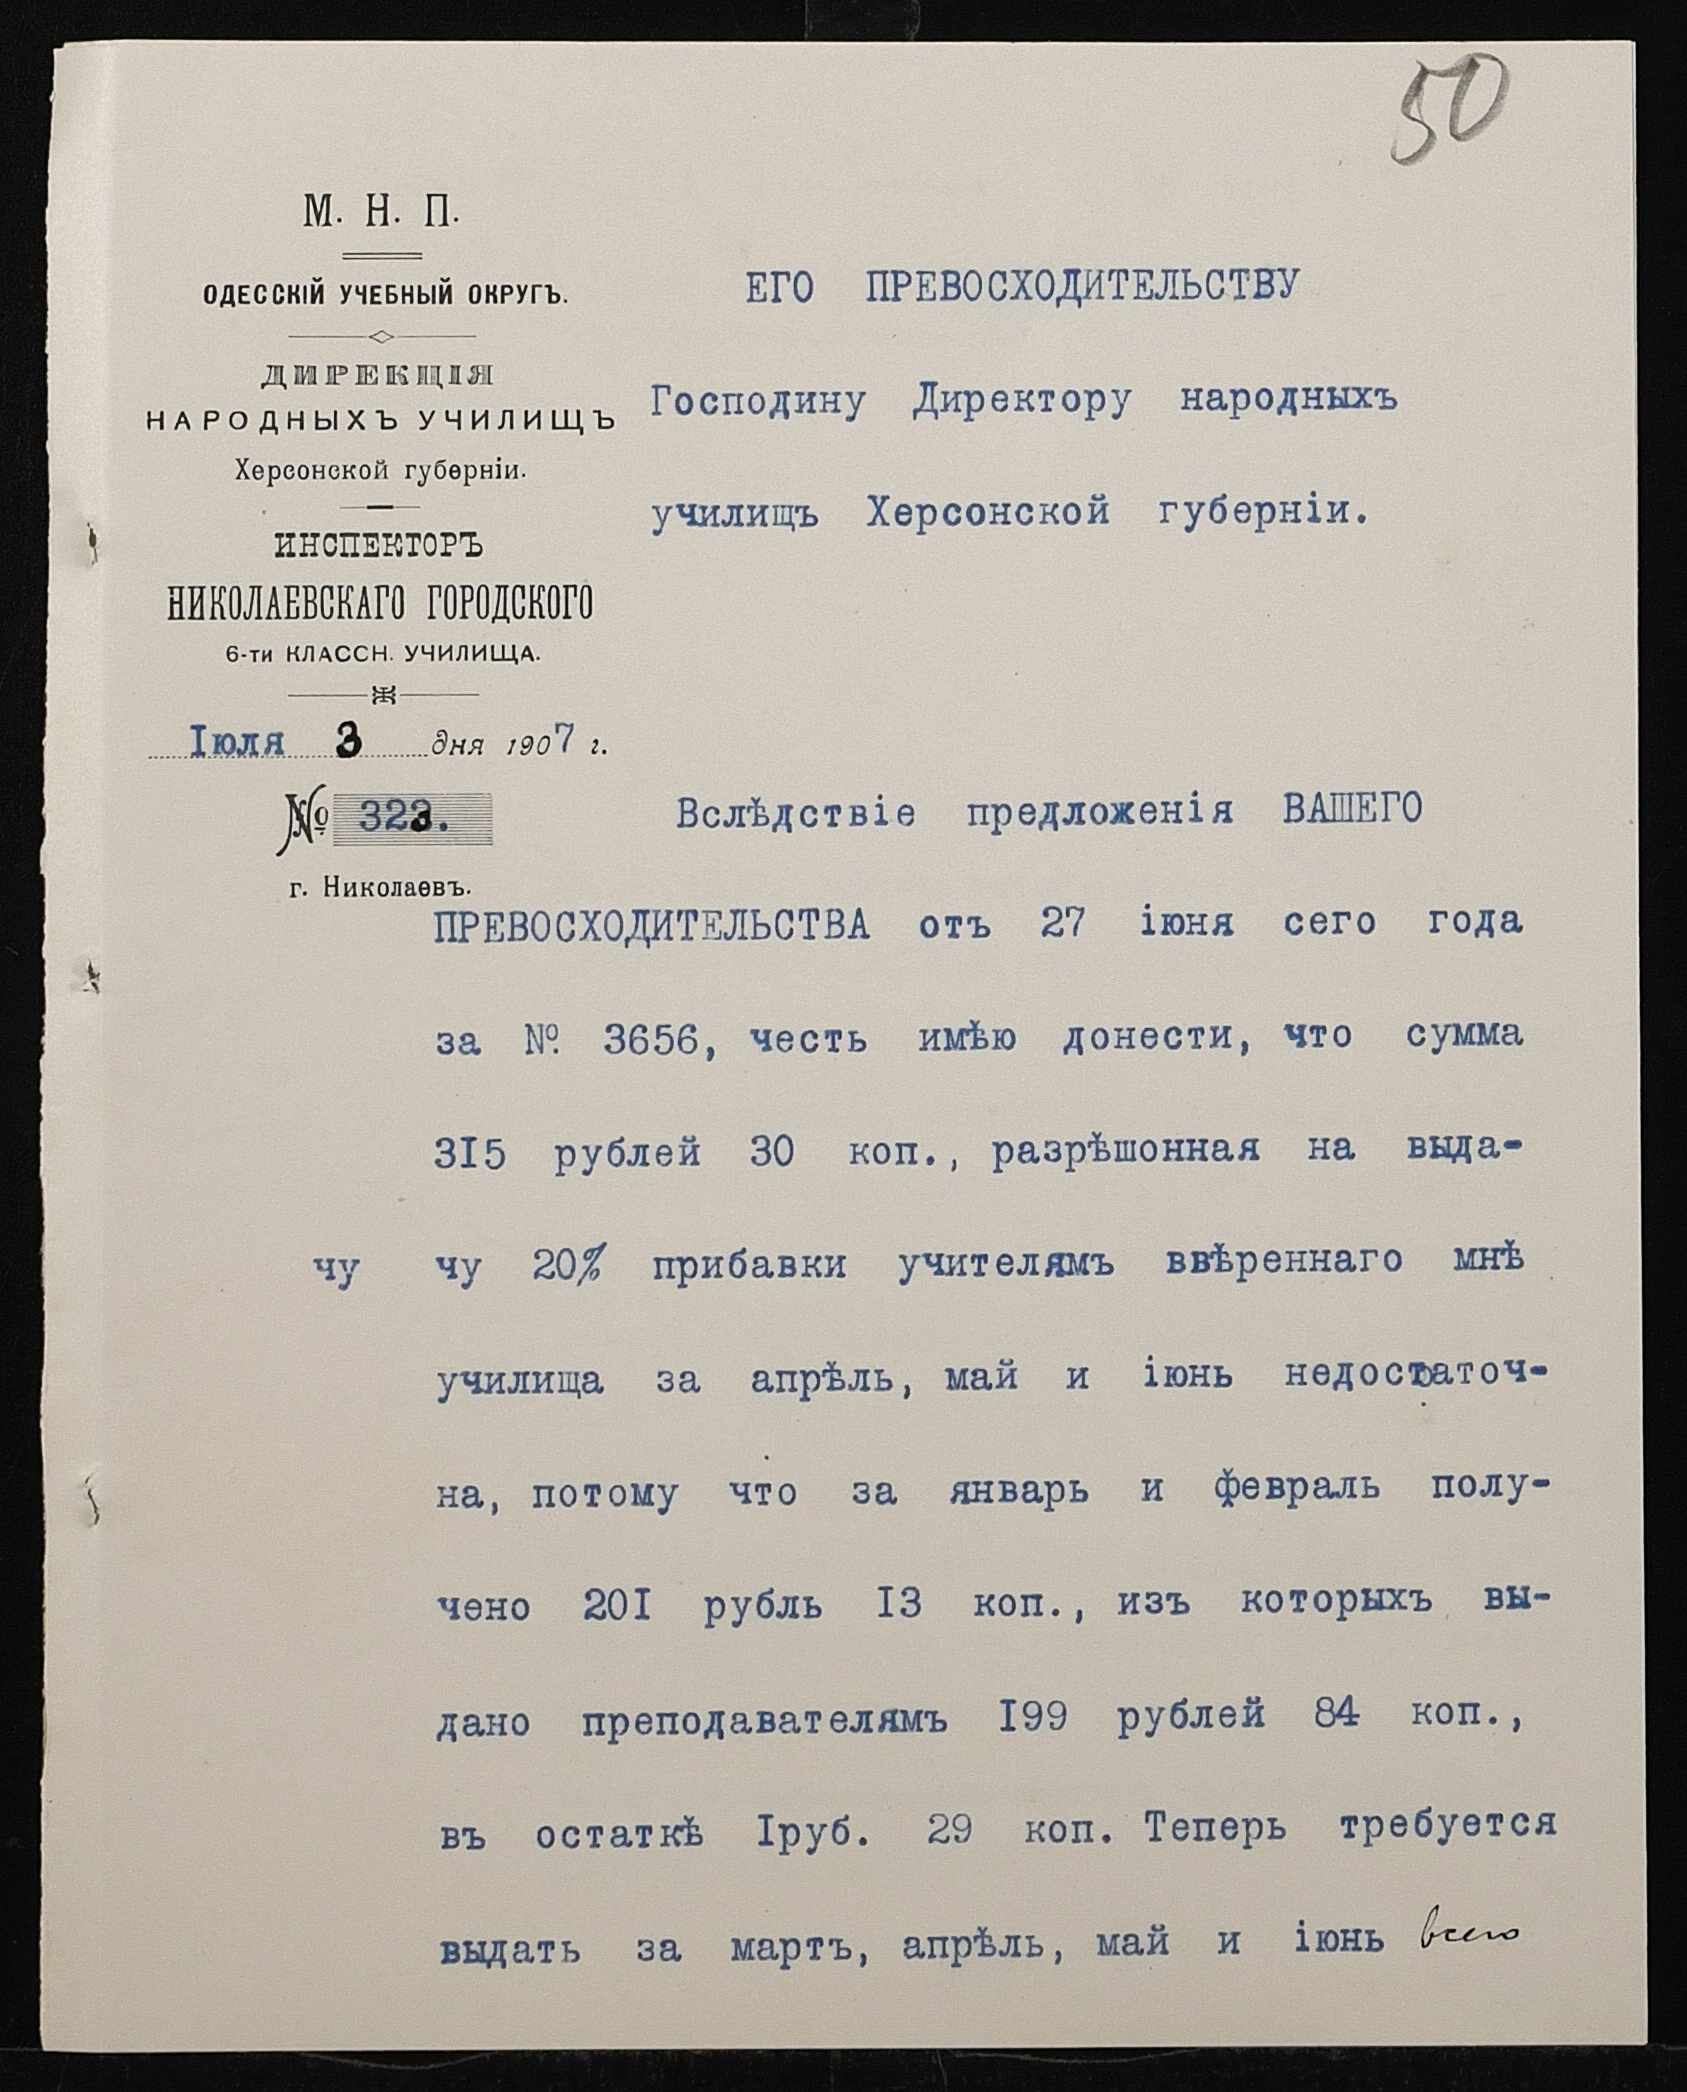 50
М. Н. П.
ОДЕССКІЙ УЧЕБНЫЙ ОКРУГЪ.
ДИРЕКЦІЯ
НАРОДНЫХЪ УЧИЛИЩЪ
Херсонской губерніи.
ИНСПЕКТОРЪ
НИКОЛАЕВСКАГО ГОРОДСКОГО
6-ти КЛАССН. УЧИЛИЩА.
Іюля 3 дня 1907 г.
№ 323.
г. Николаевъ.
ЕГО ПРЕВОСХОДИТЕЛЬСТВУ
Господину Директору народныхъ
училищъ Херсонской губерніи.
Вслѣдствіе предложенія ВАШЕГО
ПРЕВОСХОДИТЕЛЬСТВА отъ 27 іюня сего года
за № 3656, честь имѣю донести, что сумма
3I5 рублей 30 коп., разрѣшонная на выда-
чу чу 20% прибавки учителямъ ввѣреннаго мнѣ
училища за апрѣль, май и іюнь недостаточ-
на, потому что за январь и февраль полу-
чено 20I рубль I3 коп., изъ которыхъ вы-
дано преподавателямъ I99 рублей 84 коп.,
въ остаткѣ Iруб. 29 коп. Теперь требуется
выдать за мартъ, апрѣль, май и іюнь всего